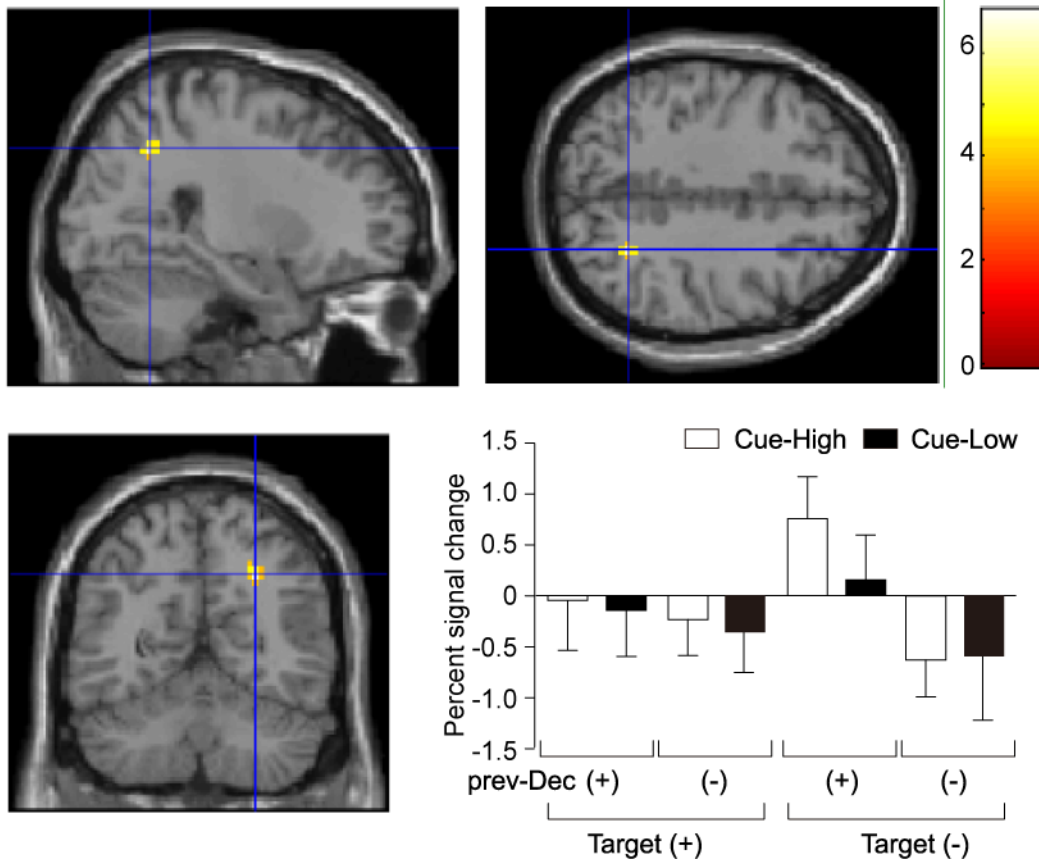 6
4
2
0
Cue-High Cue-Low
Percent signal change
1.5
1.0
0.5
0
-0.5
-1.0
-1.5
prev-Dec (+) (-) (+) (-)
Target (+) Target (-)